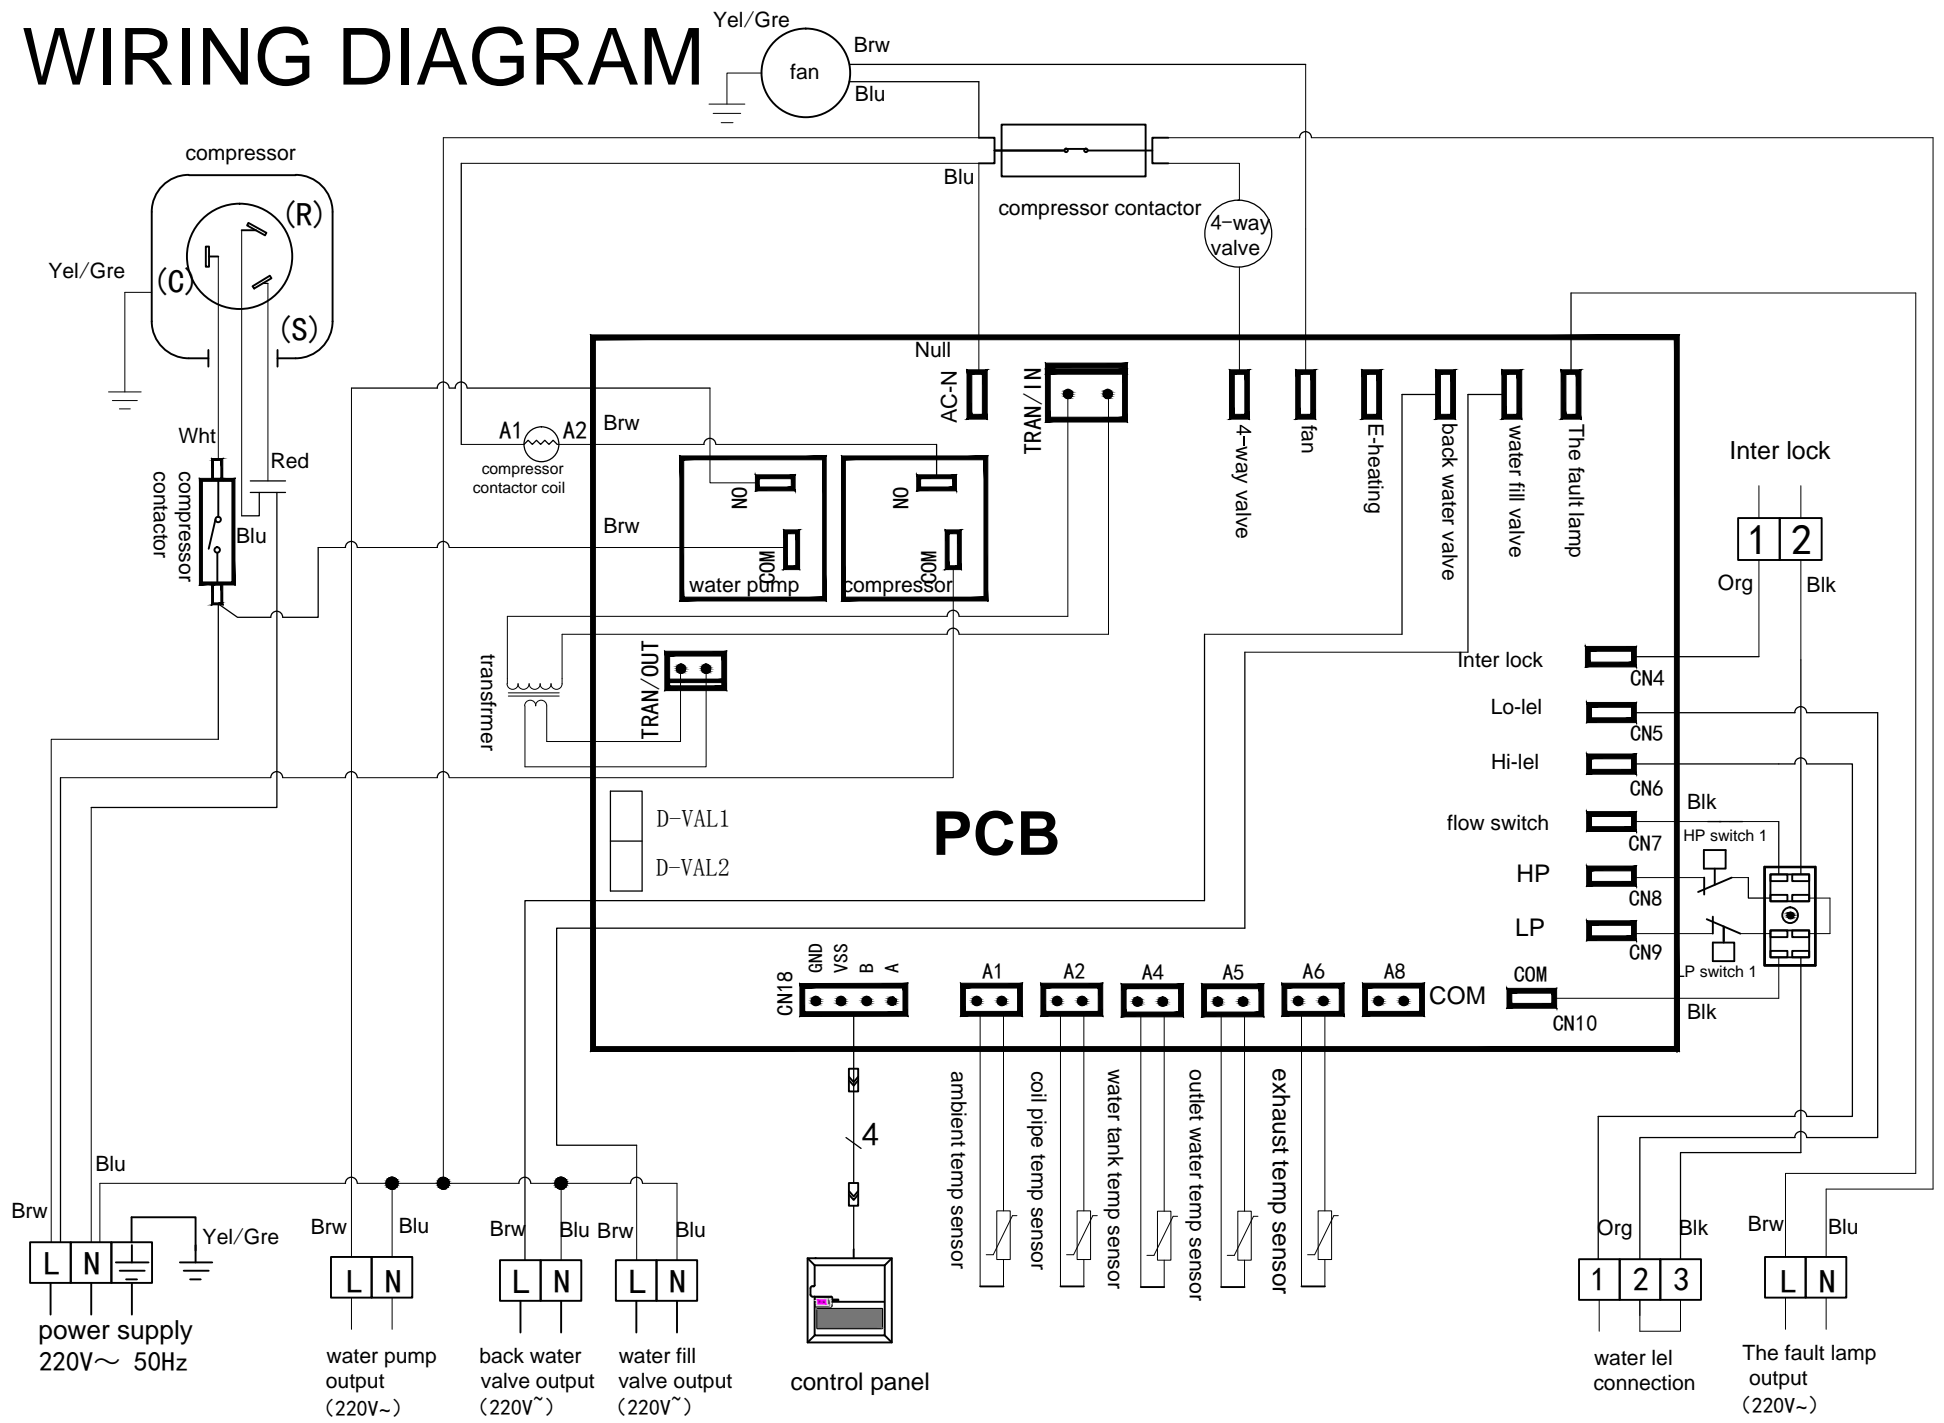 WIRING DIAGRAM
Yel/Gre
fan
Brw
Blu
compressor
(R)
(C)
(S)
Yel/Gre
Blu
compressor contactor
4-way
valve
Wht
Red
Blu
compressor
contactor
A1
A2
Brw
compressor
contactor coil
Brw
Null
AC-N
TRAN/IN
4-way valve
fan
E-heating
back water valve
water fill valve
The fault lamp
NO
COM
water pump
NO
COM
compressor
transfrmer
TRAN/OUT
D-VAL1
D-VAL2
PCB
Inter lock
1 2
Org
Blk
Inter lock
CN4
Lo-lel
CN5
Hi-lel
CN6
Blk
flow switch
CN7
HP switch 1
HP
CN8
LP
CN9
LP switch 1
COM
CN10
Blk
CN18
GND
VSS
B
A
A1
A2
A4
A5
A6
A8
COM
ambient temp sensor
coil pipe temp sensor
water tank temp sensor
outlet water temp sensor
exhaust temp sensor
4
control panel
Blu
Brw
Yel/Gre
L N
power supply
220V～ 50Hz
Brw
Blu
L N
water pump
output
(220V~)
Brw
Blu
L N
back water
valve output
(220V~)
Brw
Blu
L N
water fill
valve output
(220V~)
Org
Blk
1 2 3
water lel
connection
Brw
Blu
L N
The fault lamp
output
(220V~)